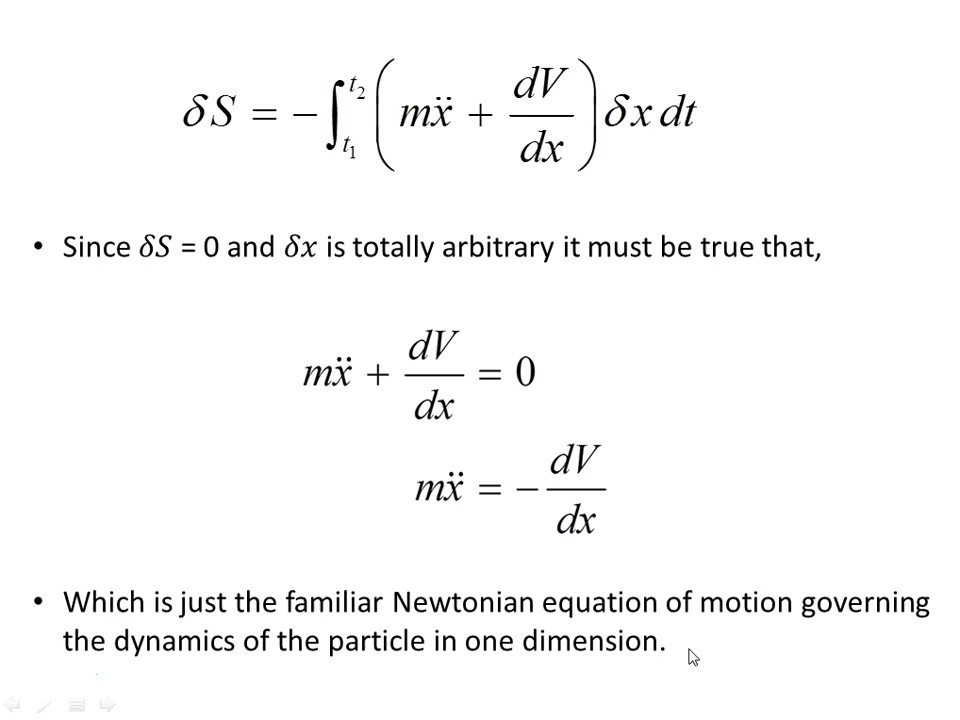 δS = −∫_{t₁}^{t₂} (mẍ + dV/dx) δx dt
• Since 𝛿𝑆 = 0 and 𝛿𝑥 is totally arbitrary it must be true that,
mẍ + dV/dx = 0
mẍ = −dV/dx
• Which is just the familiar Newtonian equation of motion governing
the dynamics of the particle in one dimension.